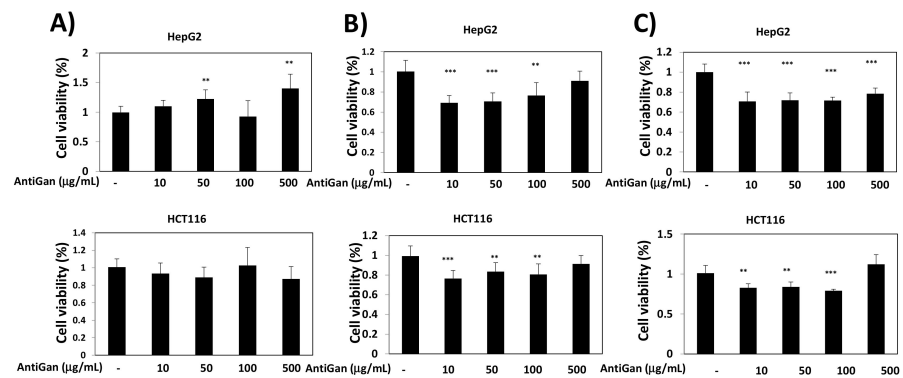 A)
HepG2
Cell viability (%)
2
1.5
1
0.5
0
** **
AntiGan (µg/mL) - 10 50 100 500
HCT116
Cell viability (%)
1.4
1.2
1
0.8
0.6
0.4
0.2
0
AntiGan (µg/mL) - 10 50 100 500
B)
HepG2
Cell viability (%)
1.2
1
0.8
0.6
0.4
0.2
0
*** *** **
AntiGan (µg/mL) - 10 50 100 500
HCT116
Cell viability (%)
1.2
1
0.8
0.6
0.4
0.2
0
*** ** **
AntiGan (µg/mL) - 10 50 100 500
C)
HepG2
Cell viability (%)
1.2
1
0.8
0.6
0.4
0.2
0
*** *** *** ***
AntiGan (µg/mL) - 10 50 100 500
HCT116
Cell viability (%)
1.5
1
0.5
0
** ** ***
AntiGan (µg/mL) - 10 50 100 500